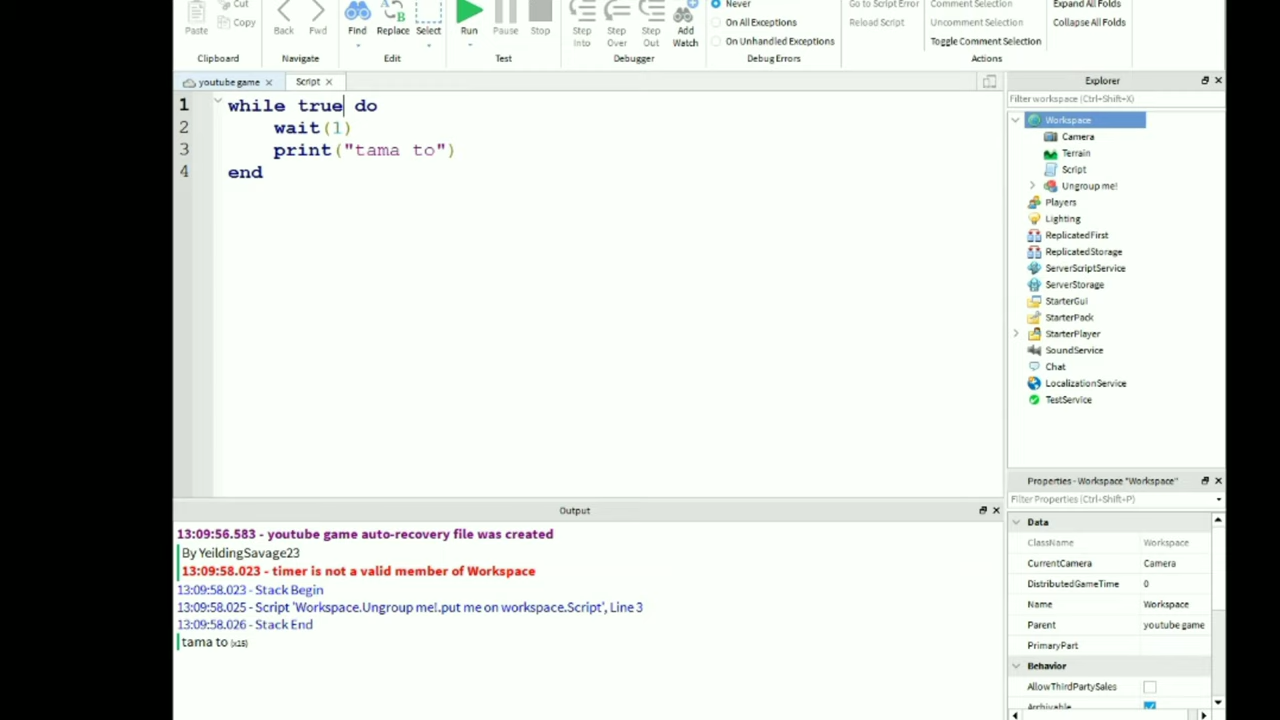 Cut
Never
Go to Script Error
Comment Selection
Expand All Folds
Paste
Copy
Back
Fwd
Find
Replace
Select
Run
Pause
Stop
Step Into
Step Over
Step Out
Add Watch
On All Exceptions
Reload Script
Uncomment Selection
Collapse All Folds
On Unhandled Exceptions
Toggle Comment Selection
Clipboard
Navigate
Edit
Test
Debugger
Debug Errors
Actions
youtube game
Script
1 while true do
2 wait(1)
3 print("tama to")
4 end
Output
13:09:56.583 - youtube game auto-recovery file was created
By YeildingSavage23
13:09:58.023 - timer is not a valid member of Workspace
13:09:58.023 - Stack Begin
13:09:58.025 - Script 'Workspace.Ungroup me!.put me on workspace.Script', Line 3
13:09:58.026 - Stack End
tama to (x15)
Explorer
Filter workspace (Ctrl+Shift+X)
Workspace
Camera
Terrain
Script
Ungroup me!
Players
Lighting
ReplicatedFirst
ReplicatedStorage
ServerScriptService
ServerStorage
StarterGui
StarterPack
StarterPlayer
SoundService
Chat
LocalizationService
TestService
Properties - Workspace "Workspace"
Filter Properties (Ctrl+Shift+P)
Data
ClassName Workspace
CurrentCamera Camera
DistributedGameTime 0
Name Workspace
Parent youtube game
PrimaryPart
Behavior
AllowThirdPartySales
Archivable